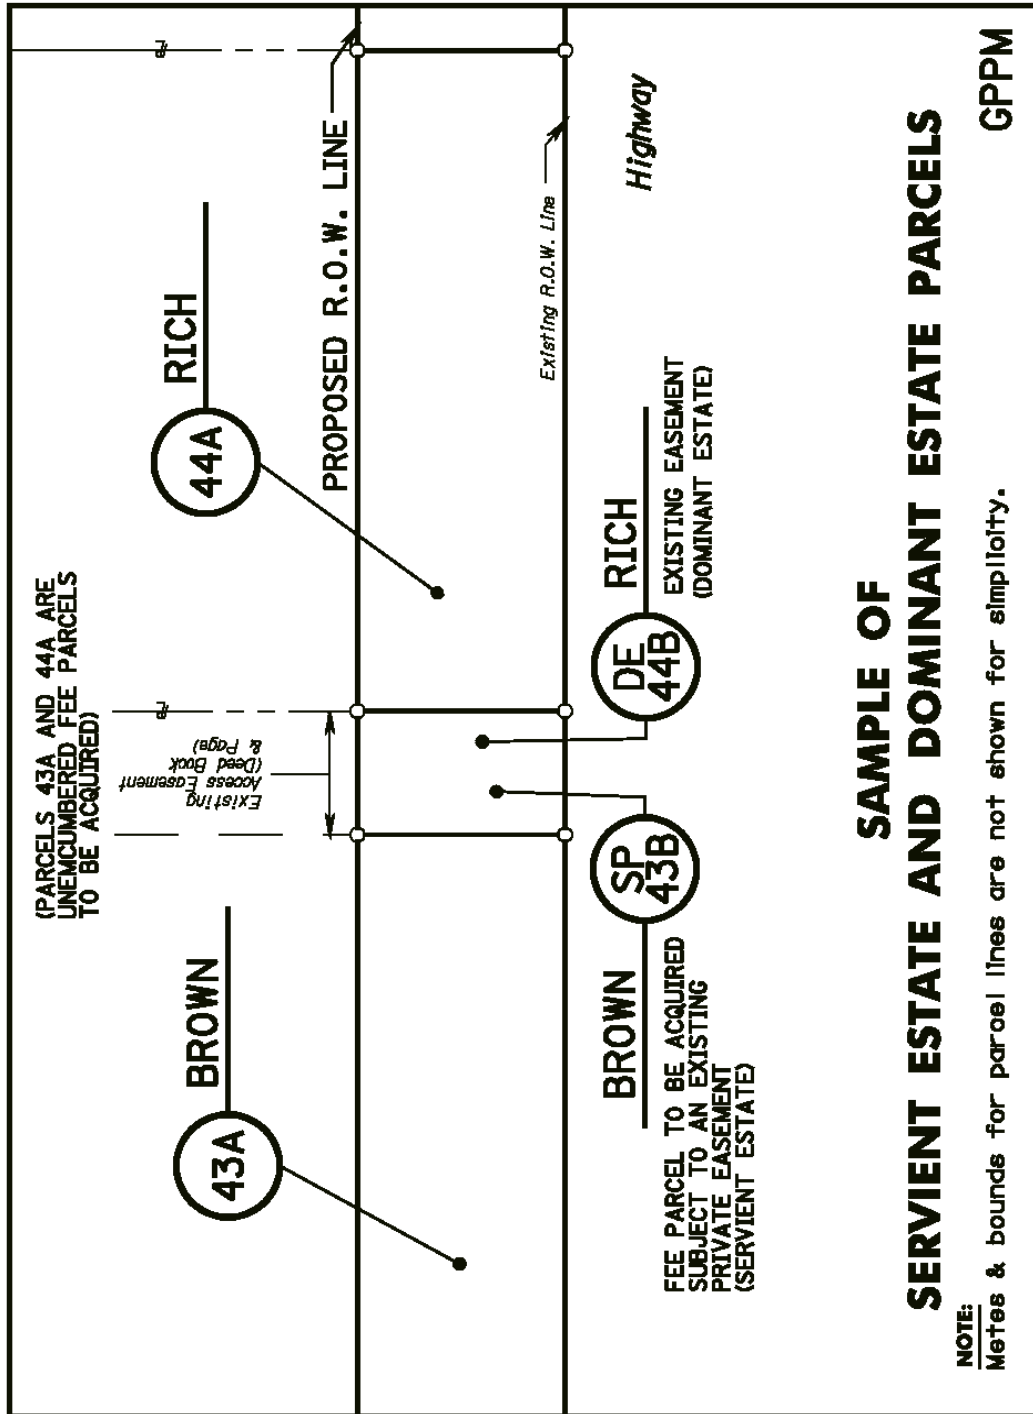 (PARCELS 43A AND 44A ARE
UNEMCUMBERED FEE PARCELS
TO BE ACQUIRED)
BROWN
43A
RICH
44A
Existing
Access Easement
(Deed Book
& Page)
PROPOSED R.O.W. LINE
Existing R.O.W. Line
Highway
BROWN
SP
43B
FEE PARCEL TO BE ACQUIRED
SUBJECT TO AN EXISTING
PRIVATE EASEMENT
(SERVIENT ESTATE)
DE
44B
RICH
EXISTING EASEMENT
(DOMINANT ESTATE)
SAMPLE OF
SERVIENT ESTATE AND DOMINANT ESTATE PARCELS
NOTE:
Metes & bounds for parcel lines are not shown for simplicity.
GPPM